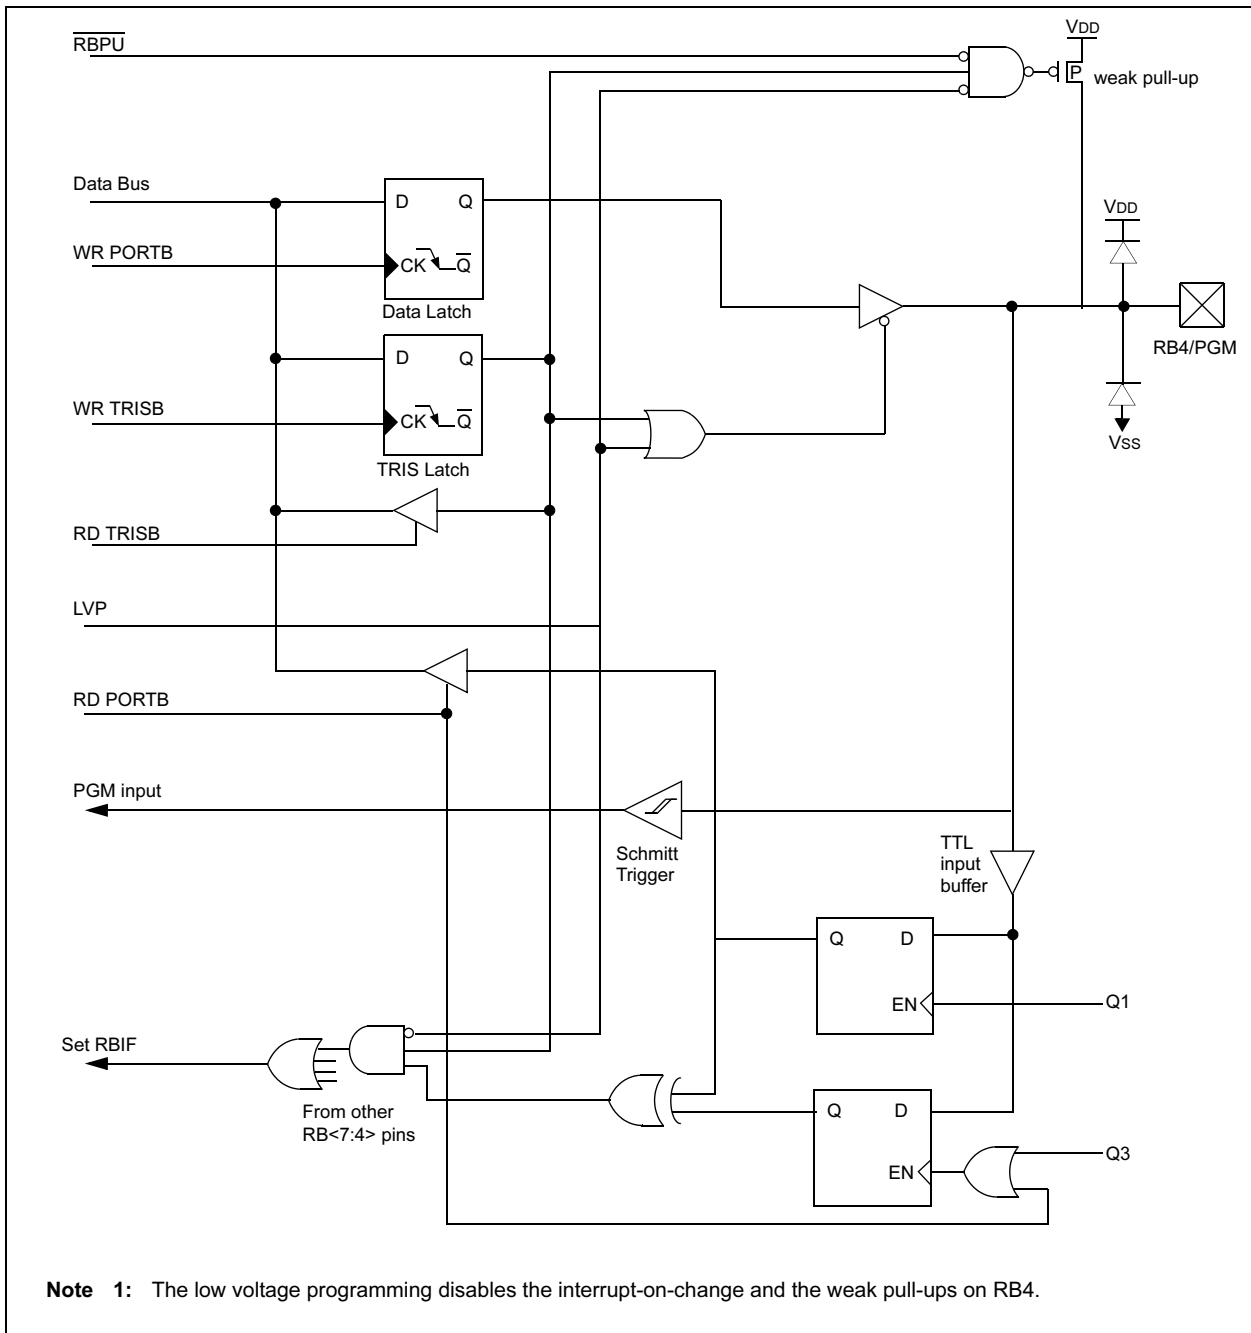 RBPU
VDD
P
weak pull-up
Data Bus
D Q
VDD
WR PORTB
CK Q
Data Latch
RB4/PGM
D Q
WR TRISB
CK Q
VSS
TRIS Latch
RD TRISB
LVP
RD PORTB
PGM input
Schmitt
Trigger
TTL
input
buffer
Q D
EN
Q1
Set RBIF
From other
RB<7:4> pins
Q D
EN
Q3
Note 1: The low voltage programming disables the interrupt-on-change and the weak pull-ups on RB4.